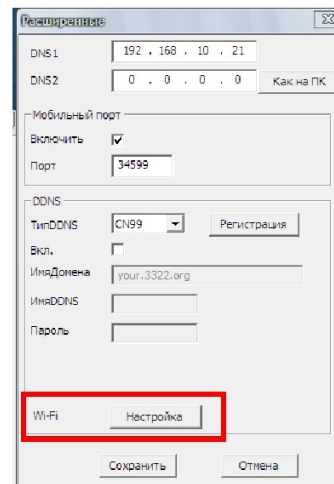 Расширенные
DNS1 192 . 168 . 10 . 21
DNS2 0 . 0 . 0 . 0 Как на ПК
Мобильный порт
Включить
Порт 34599
DDNS
ТипDDNS CN99 Регистрация
Вкл.
ИмяДомена your.3322.org
ИмяDDNS
Пароль
Wi-Fi Настройка
Сохранить Отмена